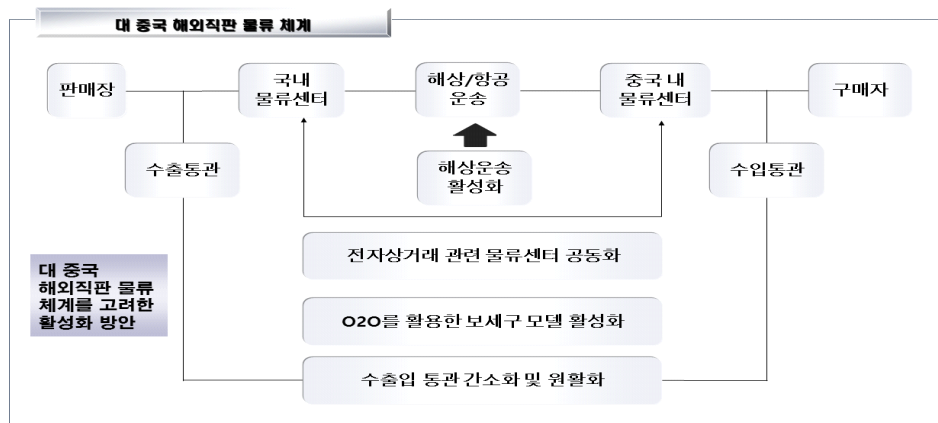 대 중국 해외직판 물류 체계
판매장
국내
물류센터
해상/항공
운송
중국 내
물류센터
구매자
수출통관
해상운송
활성화
수입통관
전자상거래 관련 물류센터 공동화
대 중국
해외직판 물류
체계를 고려한
활성화 방안
O2O를 활용한 보세구 모델 활성화
수출입 통관 간소화 및 원활화